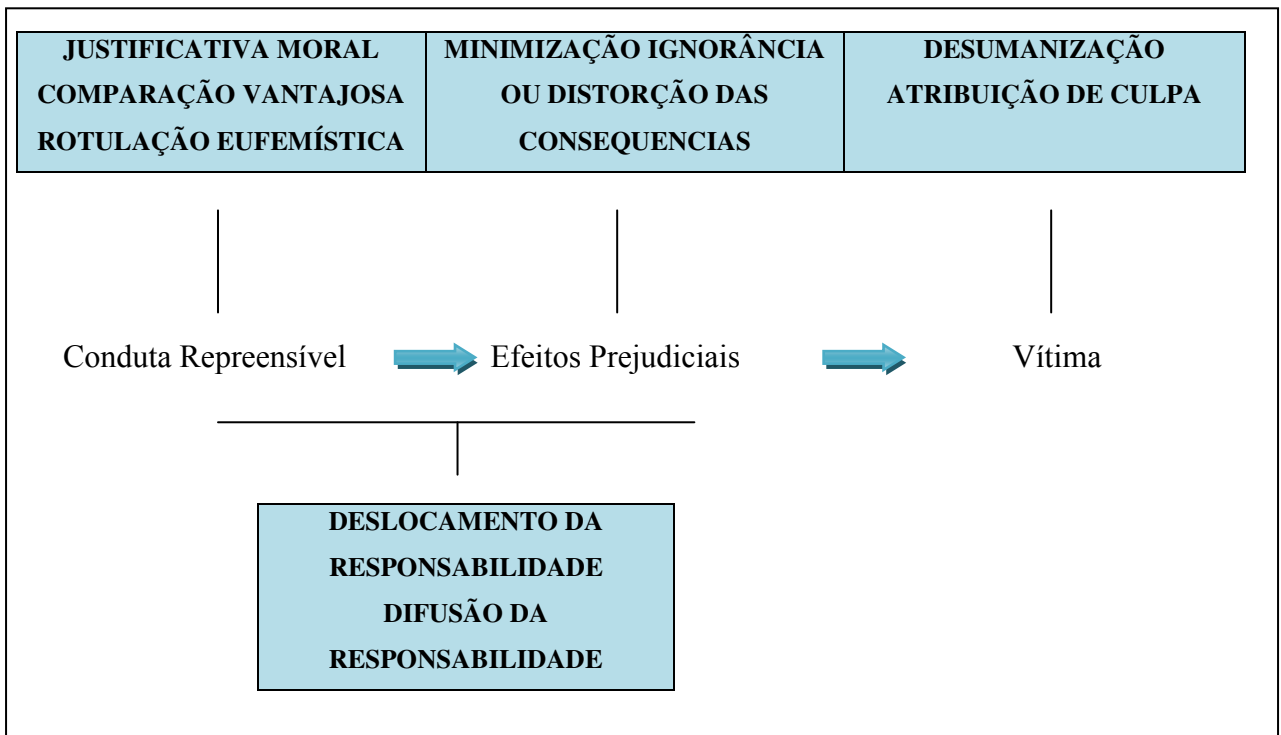 JUSTIFICATIVA MORAL
COMPARAÇÃO VANTAJOSA
ROTULAÇÃO EUFEMÍSTICA
MINIMIZAÇÃO IGNORÂNCIA
OU DISTORÇÃO DAS
CONSEQUENCIAS
DESUMANIZAÇÃO
ATRIBUIÇÃO DE CULPA
Conduta Repreensível
Efeitos Prejudiciais
Vítima
DESLOCAMENTO DA
RESPONSABILIDADE
DIFUSÃO DA
RESPONSABILIDADE